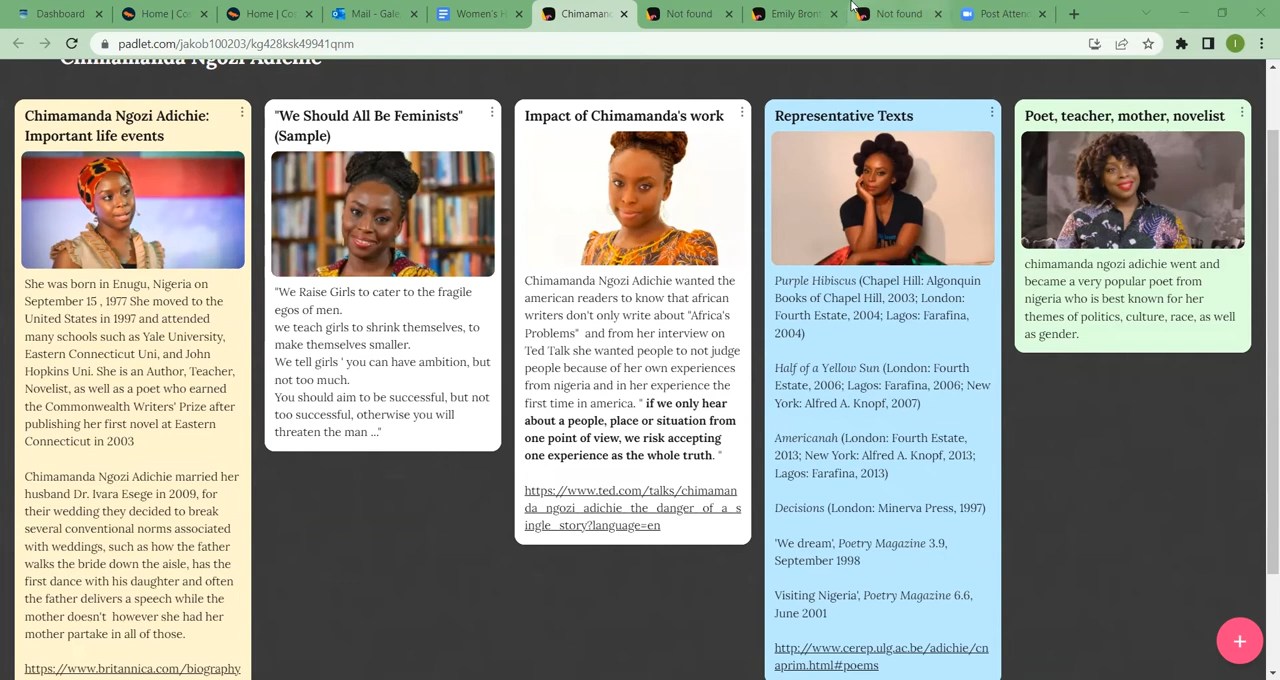 Dashboard
Home | Co
Home | Co
Mail - Gale
Women's H
Chimaman
Not found
Emily Bron
Not found
Post Atten
padlet.com/jakob100203/kg428ksk49941qnm
I
Chimamanda Ngozi Adichie
Chimamanda Ngozi Adichie:
Important life events
She was born in Enugu, Nigeria on
September 15 , 1977 She moved to the
United States in 1997 and attended
many schools such as Yale University,
Eastern Connecticut Uni, and John
Hopkins Uni. She is an Author, Teacher,
Novelist, as well as a poet who earned
the Commonwealth Writers' Prize after
publishing her first novel at Eastern
Connecticut in 2003
Chimamanda Ngozi Adichie married her
husband Dr. Ivara Esege in 2009, for
their wedding they decided to break
several conventional norms associated
with weddings, such as how the father
walks the bride down the aisle, has the
first dance with his daughter and often
the father delivers a speech while the
mother doesn't  however she had her
mother partake in all of those.
https://www.britannica.com/biography
"We Should All Be Feminists"
(Sample)
"We Raise Girls to cater to the fragile
egos of men.
we teach girls to shrink themselves, to
make themselves smaller.
We tell girls ' you can have ambition, but
not too much.
You should aim to be successful, but not
too successful, otherwise you will
threaten the man ..."
Impact of Chimamanda's work
Chimamanda Ngozi Adichie wanted the
american readers to know that african
writers don't only write about "Africa's
Problems"  and from her interview on
Ted Talk she wanted people to not judge
people because of her own experiences
from nigeria and in her experience the
first time in america. " if we only hear
about a people, place or situation from
one point of view, we risk accepting
one experience as the whole truth. "
https://www.ted.com/talks/chimaman
da_ngozi_adichie_the_danger_of_a_s
ingle_story?language=en
Representative Texts
Purple Hibiscus (Chapel Hill: Algonquin
Books of Chapel Hill, 2003; London:
Fourth Estate, 2004; Lagos: Farafina,
2004)
Half of a Yellow Sun (London: Fourth
Estate, 2006; Lagos: Farafina, 2006; New
York: Alfred A. Knopf, 2007)
Americanah (London: Fourth Estate,
2013; New York: Alfred A. Knopf, 2013;
Lagos: Farafina, 2013)
Decisions (London: Minerva Press, 1997)
'We dream', Poetry Magazine 3.9,
September 1998
Visiting Nigeria', Poetry Magazine 6.6,
June 2001
http://www.cerep.ulg.ac.be/adichie/cn
aprim.html#poems
Poet, teacher, mother, novelist
chimamanda ngozi adichie went and
became a very popular poet from
nigeria who is best known for her
themes of politics, culture, race, as well
as gender.